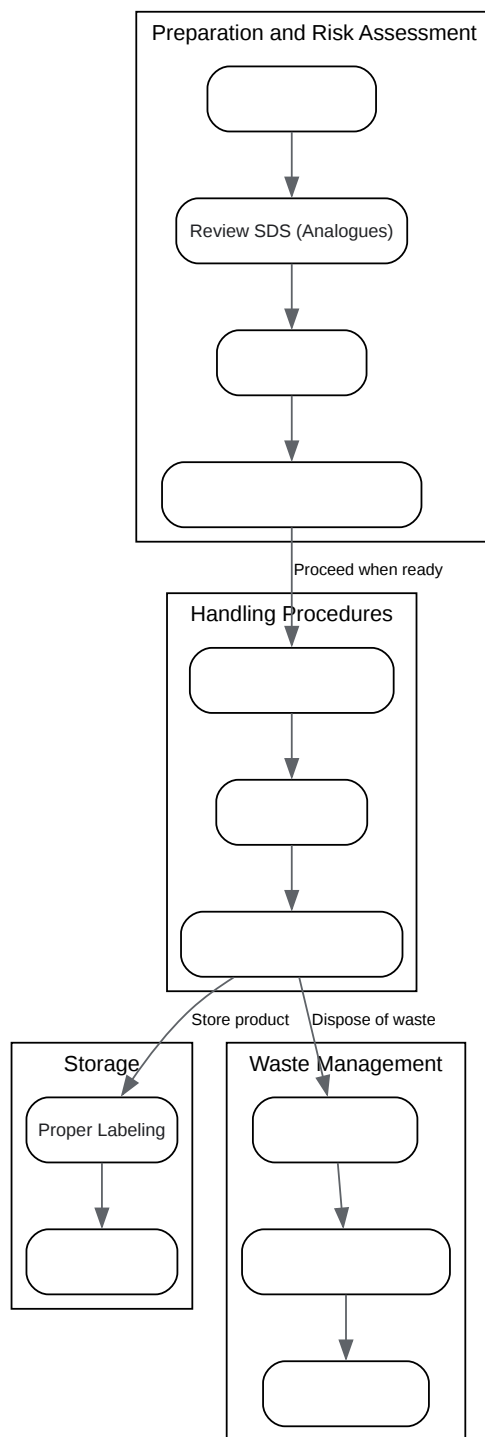 Preparation and Risk Assessment
Review SDS (Analogues)
Proceed when ready
Handling Procedures
Store product
Dispose of waste
Storage
Waste Management
Proper Labeling